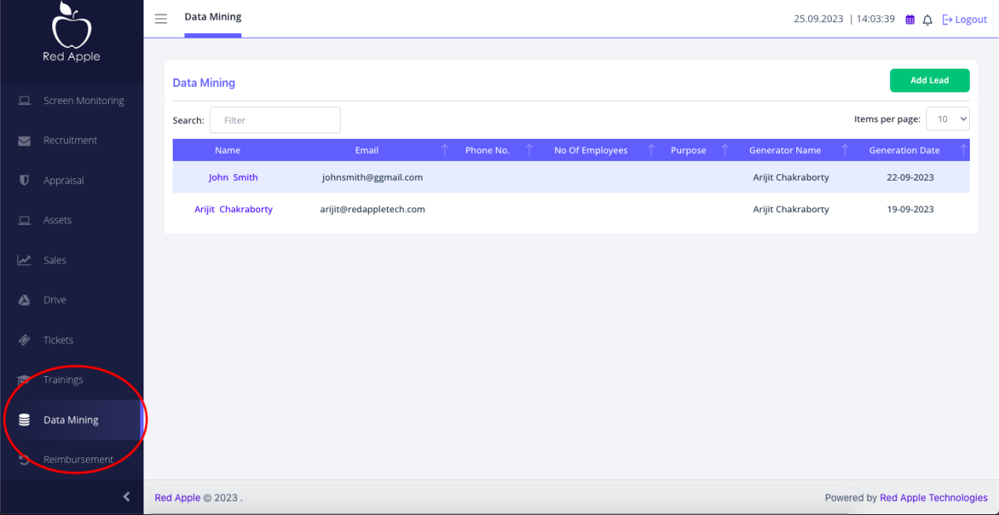 Red Apple
Screen Monitoring
Recruitment
Appraisal
Assets
Sales
Drive
Tickets
Trainings
Data Mining
Reimbursement
Data Mining
25.09.2023 | 14:03:39
Logout
Data Mining
Add Lead
Search: Filter
Items per page: 10
Name Email Phone No. No Of Employees Purpose Generator Name Generation Date
John Smith johnsmith@ggmail.com Arijit Chakraborty 22-09-2023
Arijit Chakraborty arijit@redappletech.com Arijit Chakraborty 19-09-2023
Red Apple © 2023 .
Powered by Red Apple Technologies